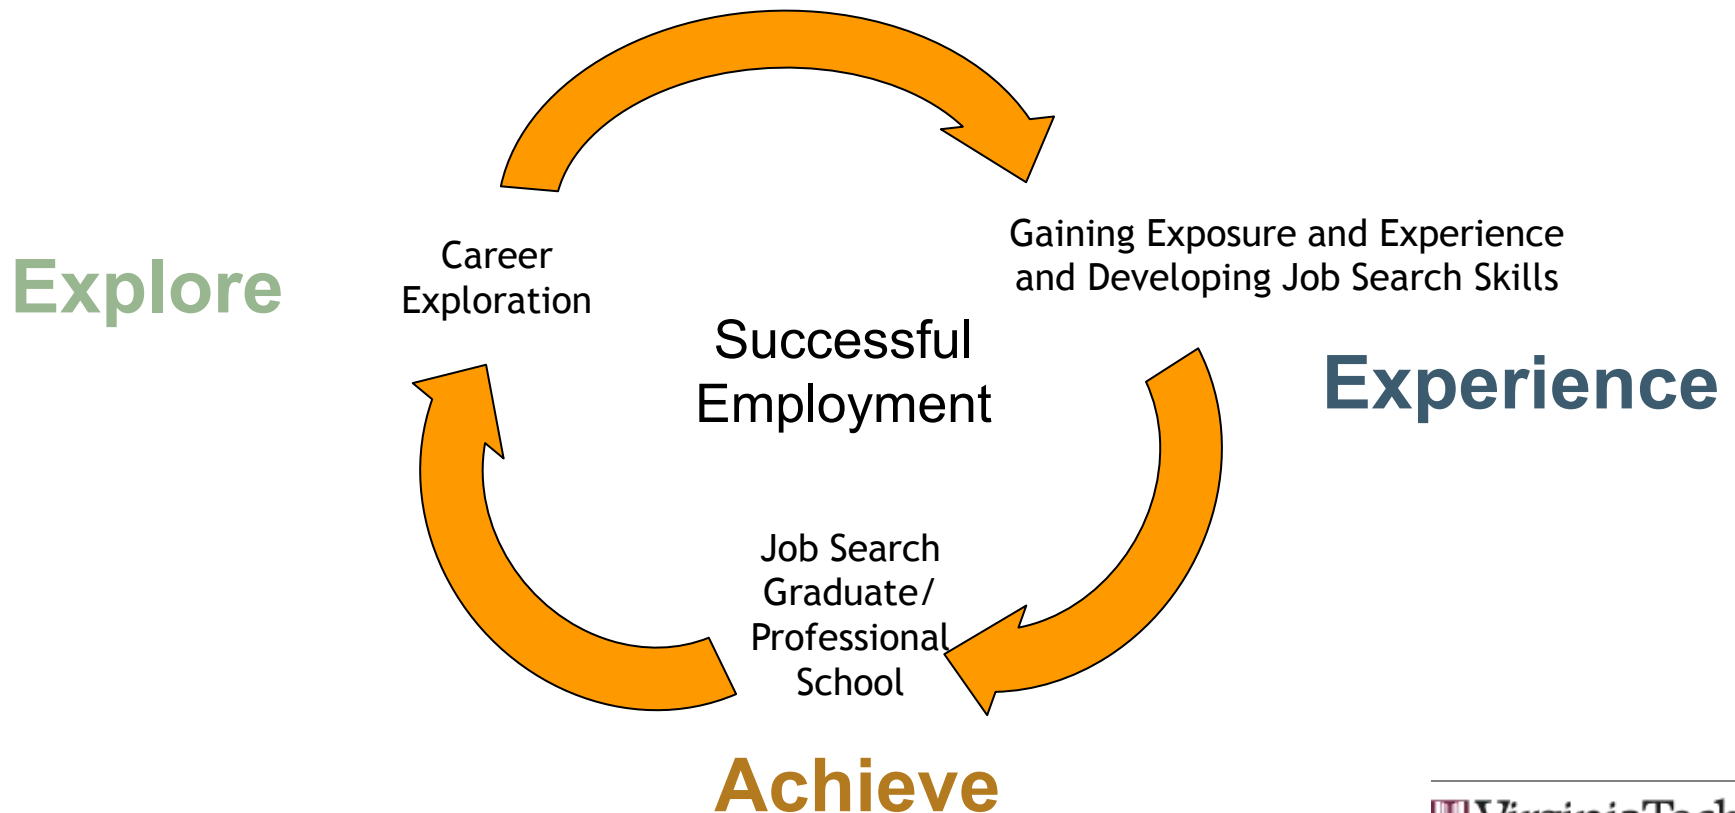 Explore
Career
Exploration
Gaining Exposure and Experience
and Developing Job Search Skills
Successful
Employment
Experience
Job Search
Graduate/
Professional
School
Achieve